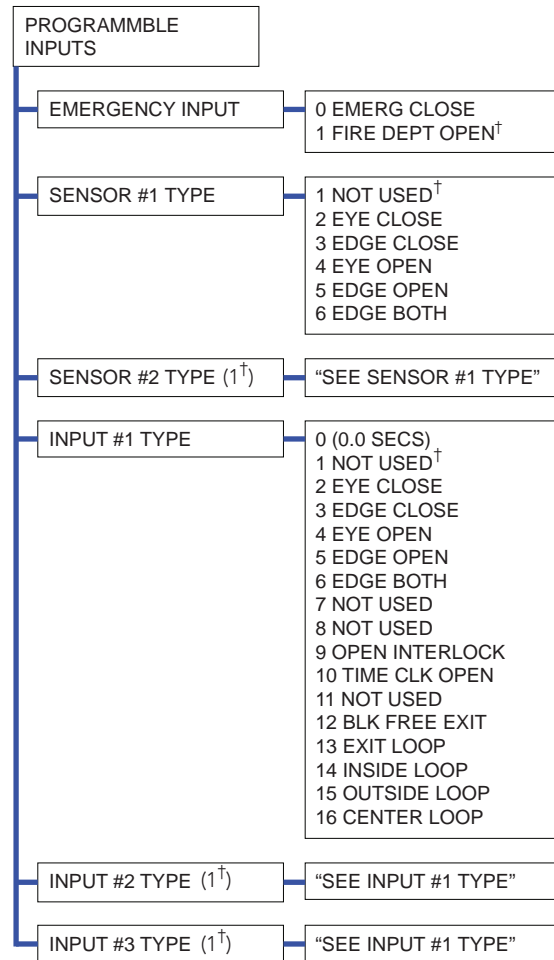 PROGRAMMBLE
INPUTS
EMERGENCY INPUT
0 EMERG CLOSE
1 FIRE DEPT OPEN†
SENSOR #1 TYPE
1 NOT USED†
2 EYE CLOSE
3 EDGE CLOSE
4 EYE OPEN
5 EDGE OPEN
6 EDGE BOTH
SENSOR #2 TYPE (1†)
“SEE SENSOR #1 TYPE”
INPUT #1 TYPE
0 (0.0 SECS)
1 NOT USED†
2 EYE CLOSE
3 EDGE CLOSE
4 EYE OPEN
5 EDGE OPEN
6 EDGE BOTH
7 NOT USED
8 NOT USED
9 OPEN INTERLOCK
10 TIME CLK OPEN
11 NOT USED
12 BLK FREE EXIT
13 EXIT LOOP
14 INSIDE LOOP
15 OUTSIDE LOOP
16 CENTER LOOP
INPUT #2 TYPE (1†)
“SEE INPUT #1 TYPE”
INPUT #3 TYPE (1†)
“SEE INPUT #1 TYPE”